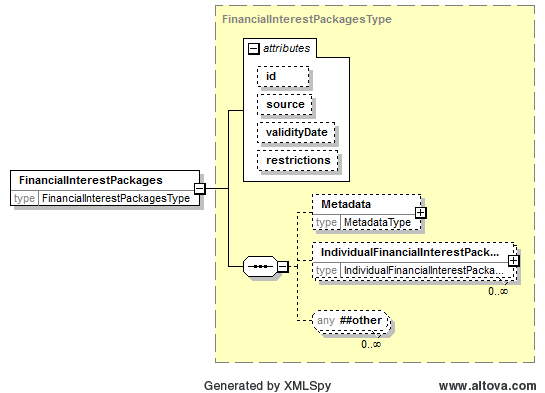 FinancialInterestPackagesType
attributes
id
source
validityDate
restrictions
FinancialInterestPackages
type FinancialInterestPackagesType
Metadata
type MetadataType
IndividualFinancialInterestPack...
type IndividualFinancialInterestPacka...
0..∞
any ##other
0..∞
Generated by XMLSpy www.altova.com